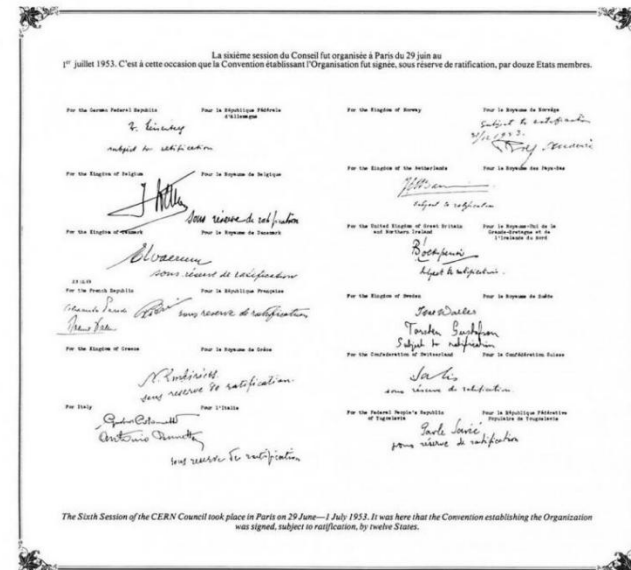 La sixième session du Conseil fut organisée à Paris du 29 juin au
1er juillet 1953. C'est à cette occasion que la Convention établissant l'Organisation fut signée, sous réserve de ratification, par douze Etats membres.
For the German Federal Republic Pour la République Fédérale
d'Allemagne
subject to ratification
For the Kingdom of Belgium Pour le Royaume de Belgique
sous réserve de ratification
For the Kingdom of Denmark Pour le Royaume de Danemark
sous réserve de ratification
For the French Republic Pour la République Française
sous reserve de ratification
For the Kingdom of Greece Pour le Royaume de Grèce
sous reserve de ratification
For Italy Pour l'Italie
sous reserve de ratification
For the Kingdom of Norway Pour le Royaume de Norvège
Subject to ratification
For the Kingdom of the Netherlands Pour le Royaume des Pays-Bas
subject to ratification
For the United Kingdom of Great Britain
and Northern Ireland
Pour le Royaume-Uni de la
Grande-Bretagne et de
l'Irelande du Nord
subject to ratification.
For the Kingdom of Sweden Pour le Royaume de Suède
Torsten Gustafson
Subject to ratification
For the Confederation of Switzerland Pour la Confédération Suisse
sous réserve de ratification.
For the Federal People's Republic
of Yugoslavia
Pour la République Fédérative
Populaire de Yougoslavie
Pavle Savić
sous réserve de ratification
The Sixth Session of the CERN Council took place in Paris on 29 June—1 July 1953. It was here that the Convention establishing the Organization
was signed, subject to ratification, by twelve States.